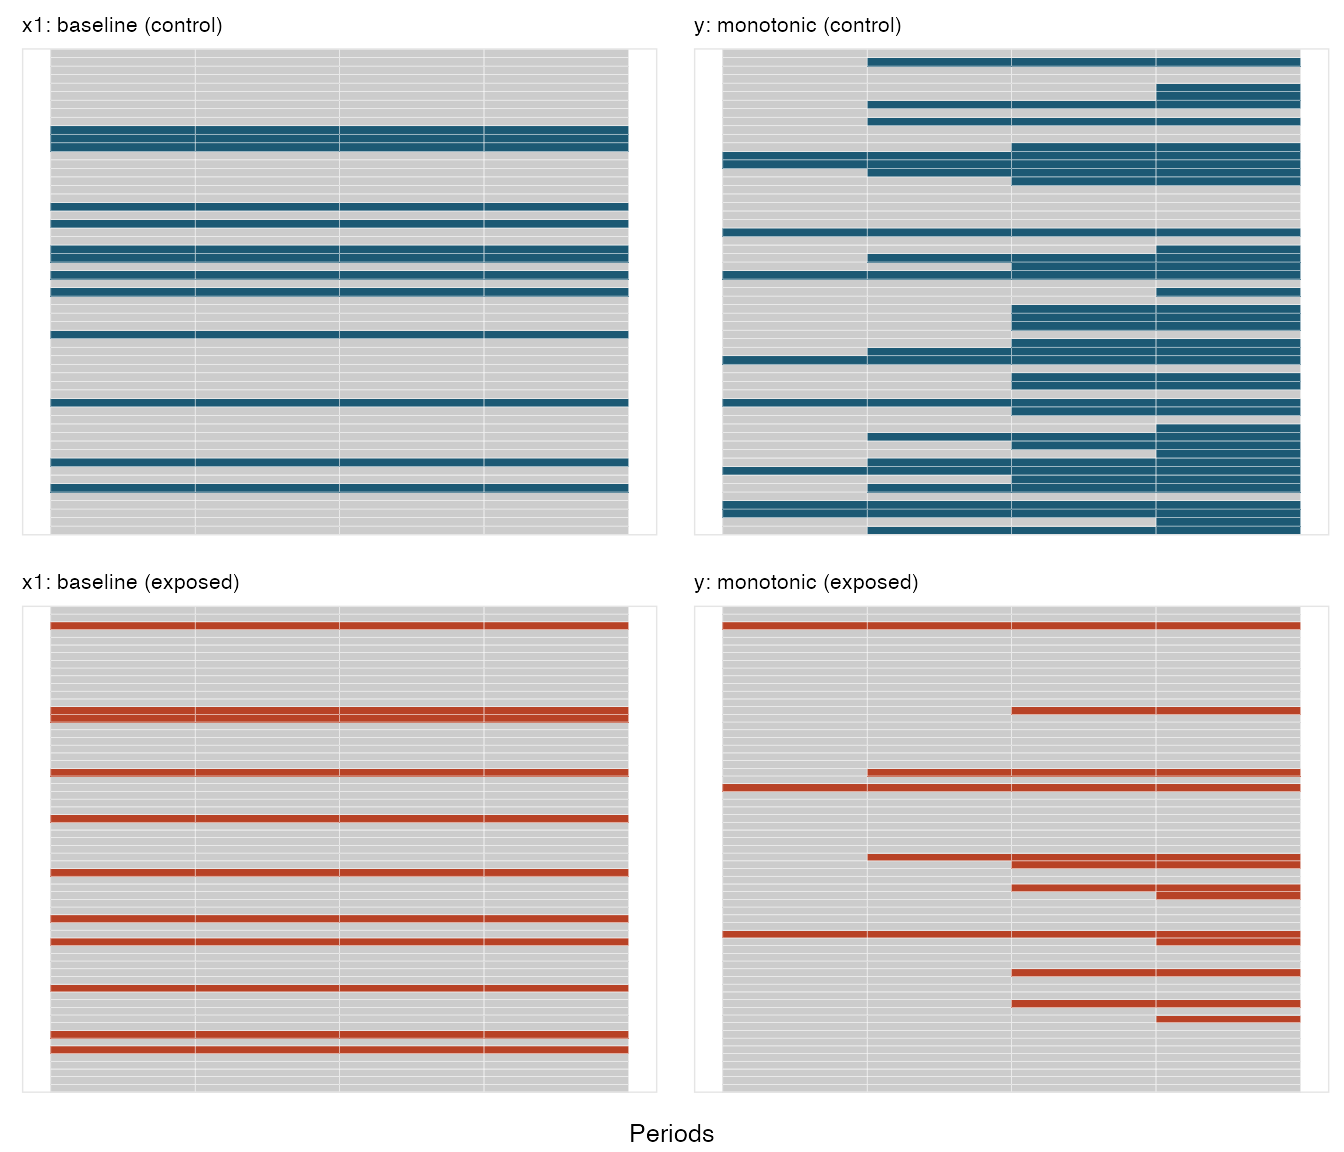 x1: baseline (control)
y: monotonic (control)
x1: baseline (exposed)
y: monotonic (exposed)
Periods